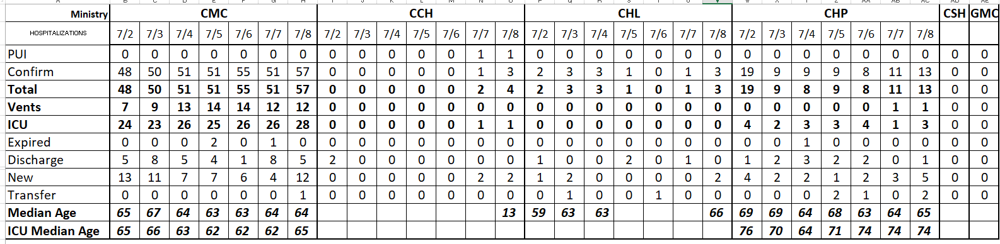 Ministry CMC CCH CHL CHP CSH GMC
HOSPITALIZATIONS 7/2 7/3 7/4 7/5 7/6 7/7 7/8 7/2 7/3 7/4 7/5 7/6 7/7 7/8 7/2 7/3 7/4 7/5 7/6 7/7 7/8 7/2 7/3 7/4 7/5 7/6 7/7 7/8
PUI 0 0 0 0 0 0 0 0 0 0 0 0 1 1 0 0 0 0 0 0 0 0 0 0 0 0 0 0 0 0
Confirm 48 50 51 51 55 51 57 0 0 0 0 0 1 3 2 3 3 1 0 1 3 19 9 9 9 8 11 13 0 0
Total 48 50 51 51 55 51 57 0 0 0 0 0 2 4 2 3 3 1 0 1 3 19 9 8 9 8 11 13 0 0
Vents 7 9 13 14 14 12 12 0 0 0 0 0 0 0 0 0 0 0 0 0 0 0 0 0 0 0 1 1 0 0
ICU 24 23 26 25 26 26 28 0 0 0 0 0 1 1 0 0 0 0 0 0 0 4 2 3 3 4 1 3 0 0
Expired 0 0 0 2 0 1 0 0 0 0 0 0 0 0 0 0 0 0 0 0 0 0 0 1 0 0 0 0 0 0
Discharge 5 8 5 4 1 8 5 2 0 0 0 0 0 0 1 0 0 2 0 1 0 1 2 3 2 2 0 1 0 0
New 13 11 7 7 6 4 12 0 0 0 0 0 2 2 1 2 0 0 0 0 2 4 2 2 1 2 3 5 0 0
Transfer 0 0 0 0 0 0 1 0 0 0 0 0 0 0 0 1 0 0 1 0 0 0 0 0 2 1 0 2 0 0
Median Age 65 67 64 63 63 64 64 13 59 63 63 66 69 69 64 68 63 64 65
ICU Median Age 65 66 63 62 62 62 65 76 70 64 71 74 74 74